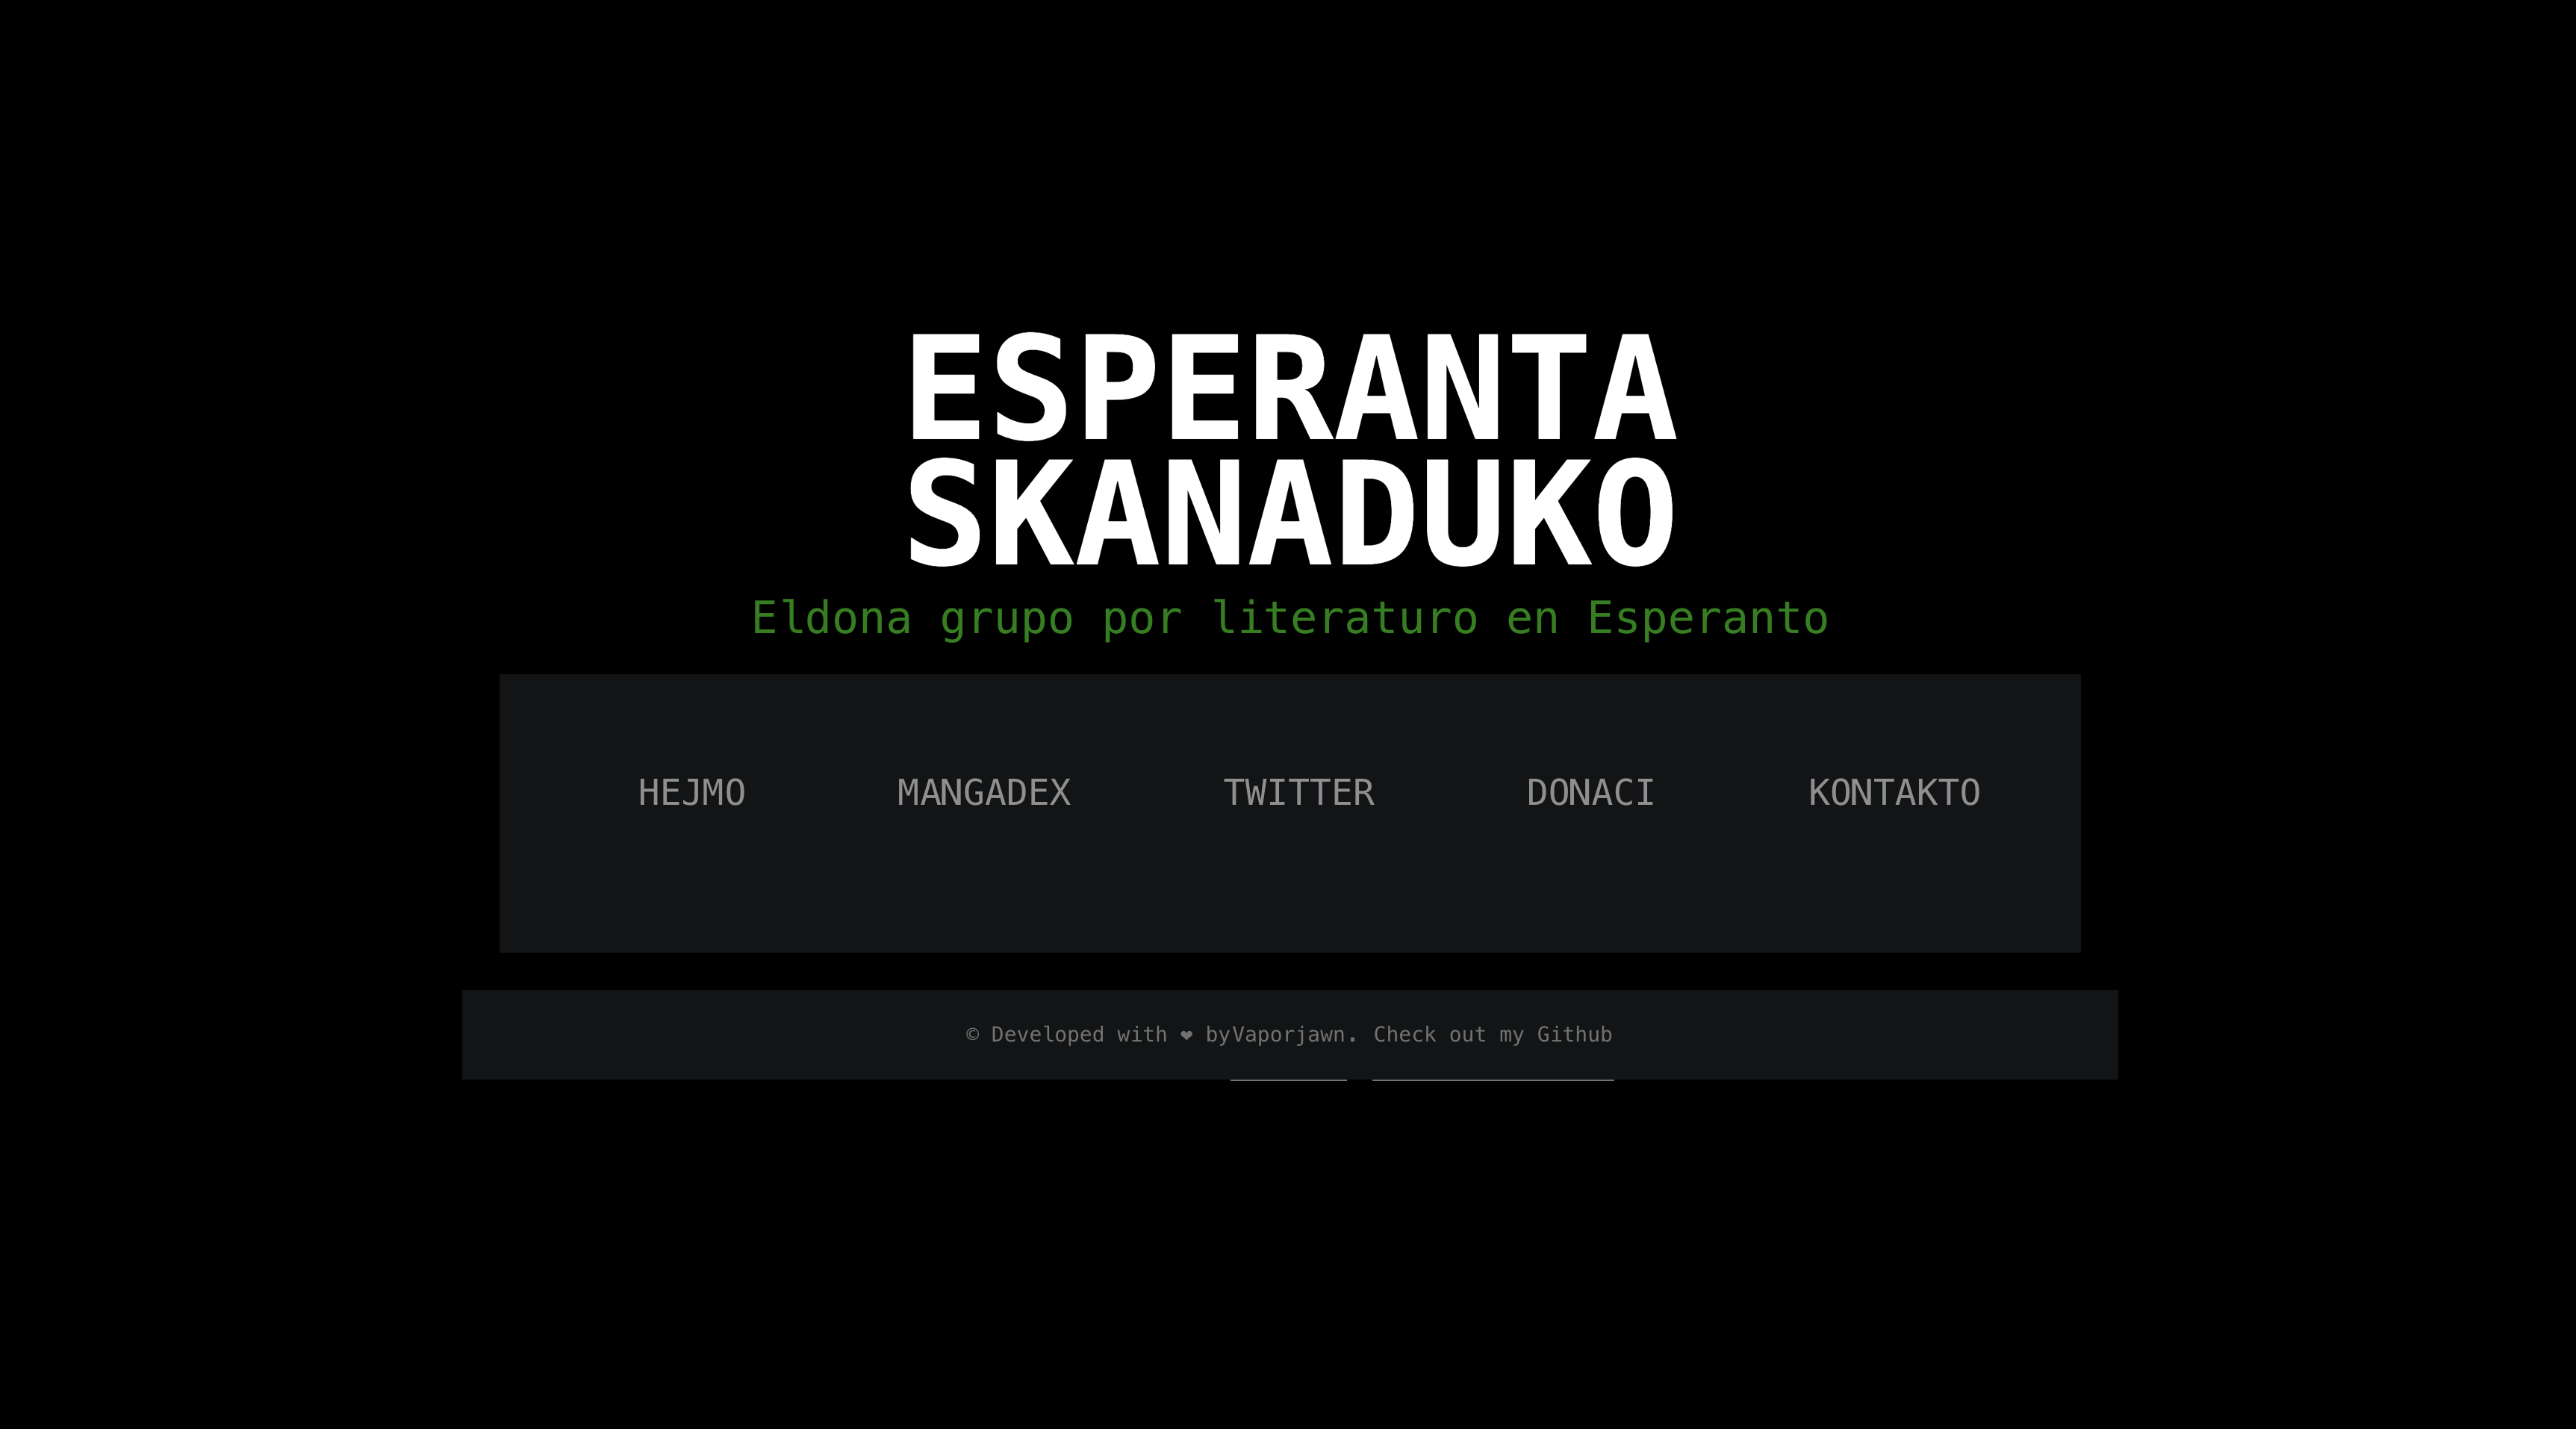 ESPERANTA
SKANADUKO
Eldona grupo por literaturo en Esperanto
HEJMO MANGADEX TWITTER DONACI KONTAKTO
© Developed with ❤ byVaporjawn. Check out my Github